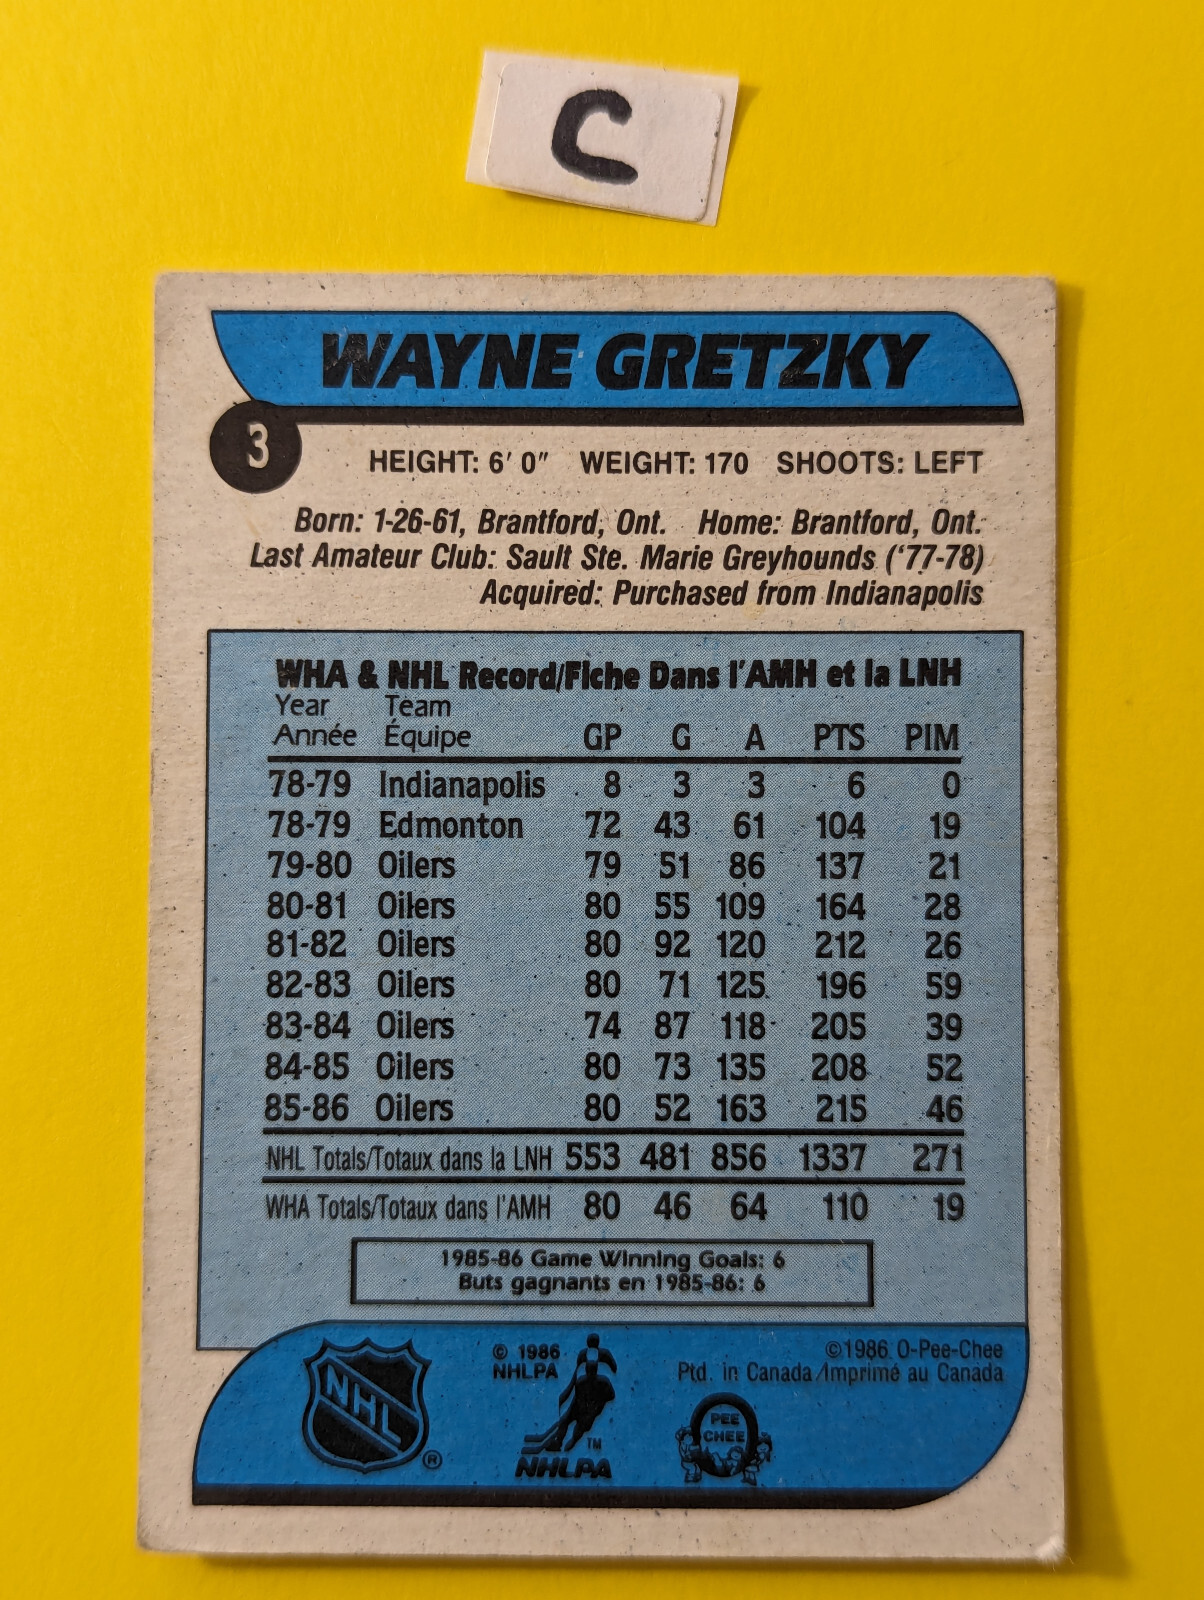 C
WAYNE GRETZKY
3
HEIGHT: 6' 0" WEIGHT: 170 SHOOTS: LEFT
Born: 1-26-61, Brantford, Ont. Home: Brantford, Ont.
Last Amateur Club: Sault Ste. Marie Greyhounds ('77-78)
Acquired: Purchased from Indianapolis
WHA & NHL Record/Fiche Dans l'AMH et la LNH
Year Team
Année Équipe GP G A PTS PIM
78-79 Indianapolis 8 3 3 6 0
78-79 Edmonton 72 43 61 104 19
79-80 Oilers 79 51 86 137 21
80-81 Oilers 80 55 109 164 28
81-82 Oilers 80 92 120 212 26
82-83 Oilers 80 71 125 196 59
83-84 Oilers 74 87 118 205 39
84-85 Oilers 80 73 135 208 52
85-86 Oilers 80 52 163 215 46
NHL Totals/Totaux dans la LNH 553 481 856 1337 271
WHA Totals/Totaux dans l'AMH 80 46 64 110 19
1985-86 Game Winning Goals: 6
Buts gagnants en 1985-86: 6
NHL ®
© 1986
NHLPA
TM
NHLPA
©1986 O-Pee-Chee
Ptd. in Canada/Imprimé au Canada
PEE
CHEE